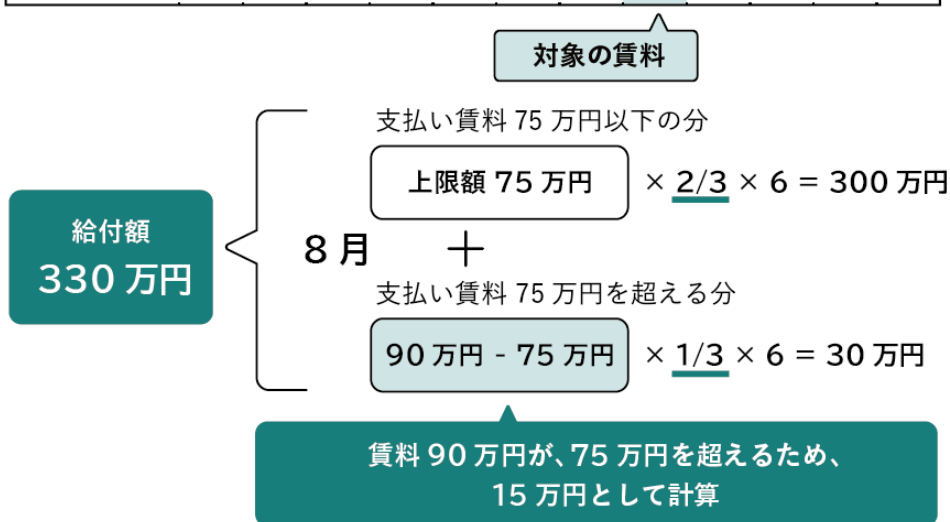 対象の賃料
支払い賃料 75 万円以下の分
上限額 75 万円 × 2/3 × 6 = 300 万円
給付額
330 万円
8 月 +
支払い賃料 75 万円を超える分
90 万円 - 75 万円 × 1/3 × 6 = 30 万円
賃料 90 万円が、75 万円を超えるため、
15 万円として計算